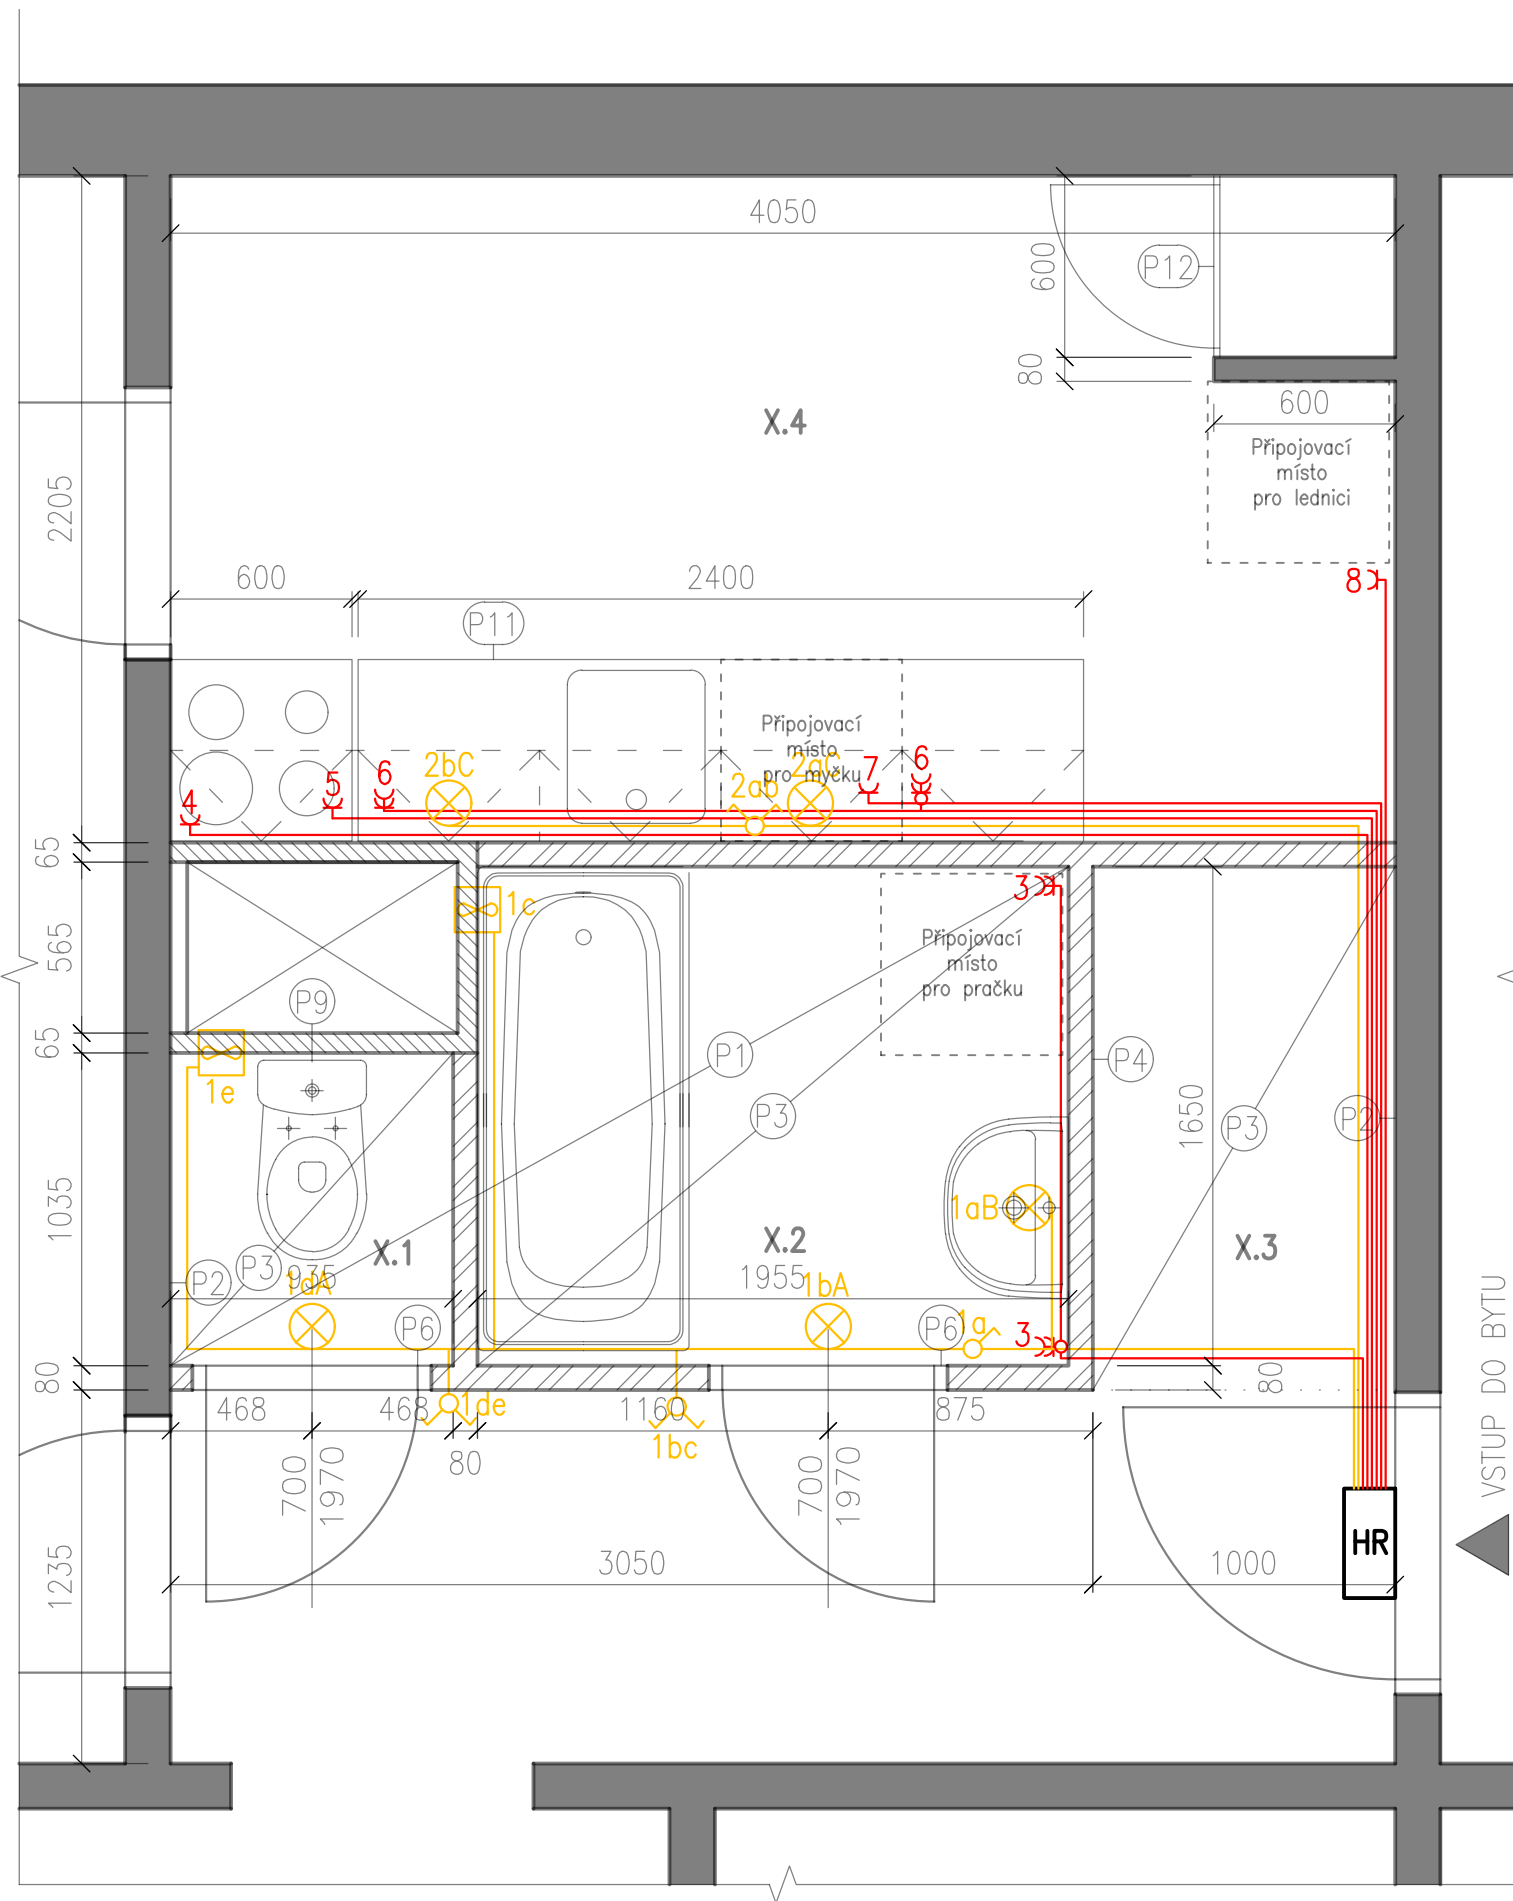 4050
600
P12
80
600
X.4
Připojovací
místo
pro lednici
2205
600
2400
8
P11
Připojovací
místo
pro myčku
2bC
2aC
2ab
7
6
6
5
4
65
3
1c
Připojovací
místo
pro pračku
565
P9
65
P1
P4
1e
P3
1650
P3
P2
1035
1aB
X.1
X.2
X.3
P3
P2
935
1dA
1955
1bA
P6
P6
1a
3
80
80
468
468
1de
1160
875
1bc
80
700
1970
700
1970
VSTUP DO BYTU
HR
1235
3050
1000